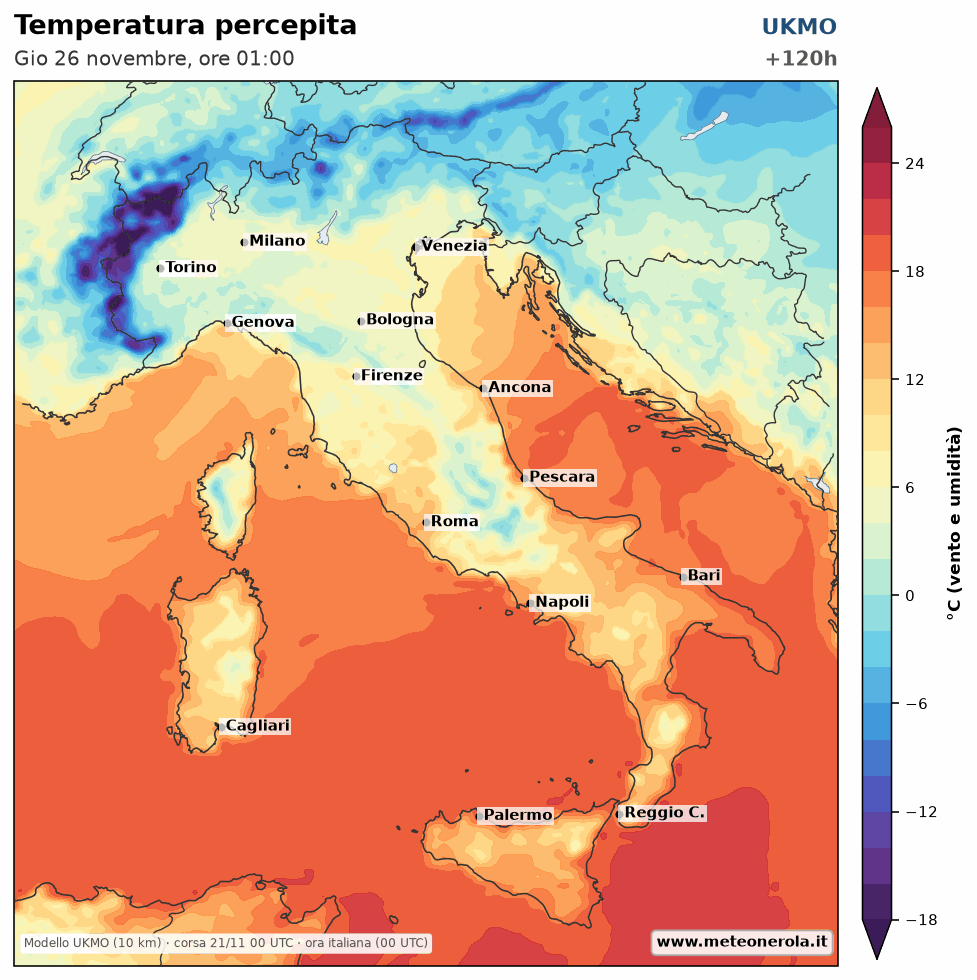 Temperatura percepita
UKMO
Gio 26 novembre, ore 01:00
+120h
Milano
Venezia
Torino
Genova
Bologna
Firenze
Ancona
Pescara
Roma
Bari
Napoli
Cagliari
Palermo
Reggio C.
24
18
12
6
0
−6
−12
−18
°C (vento e umidità)
Modello UKMO (10 km) · corsa 21/11 00 UTC · ora italiana (00 UTC)
www.meteonerola.it